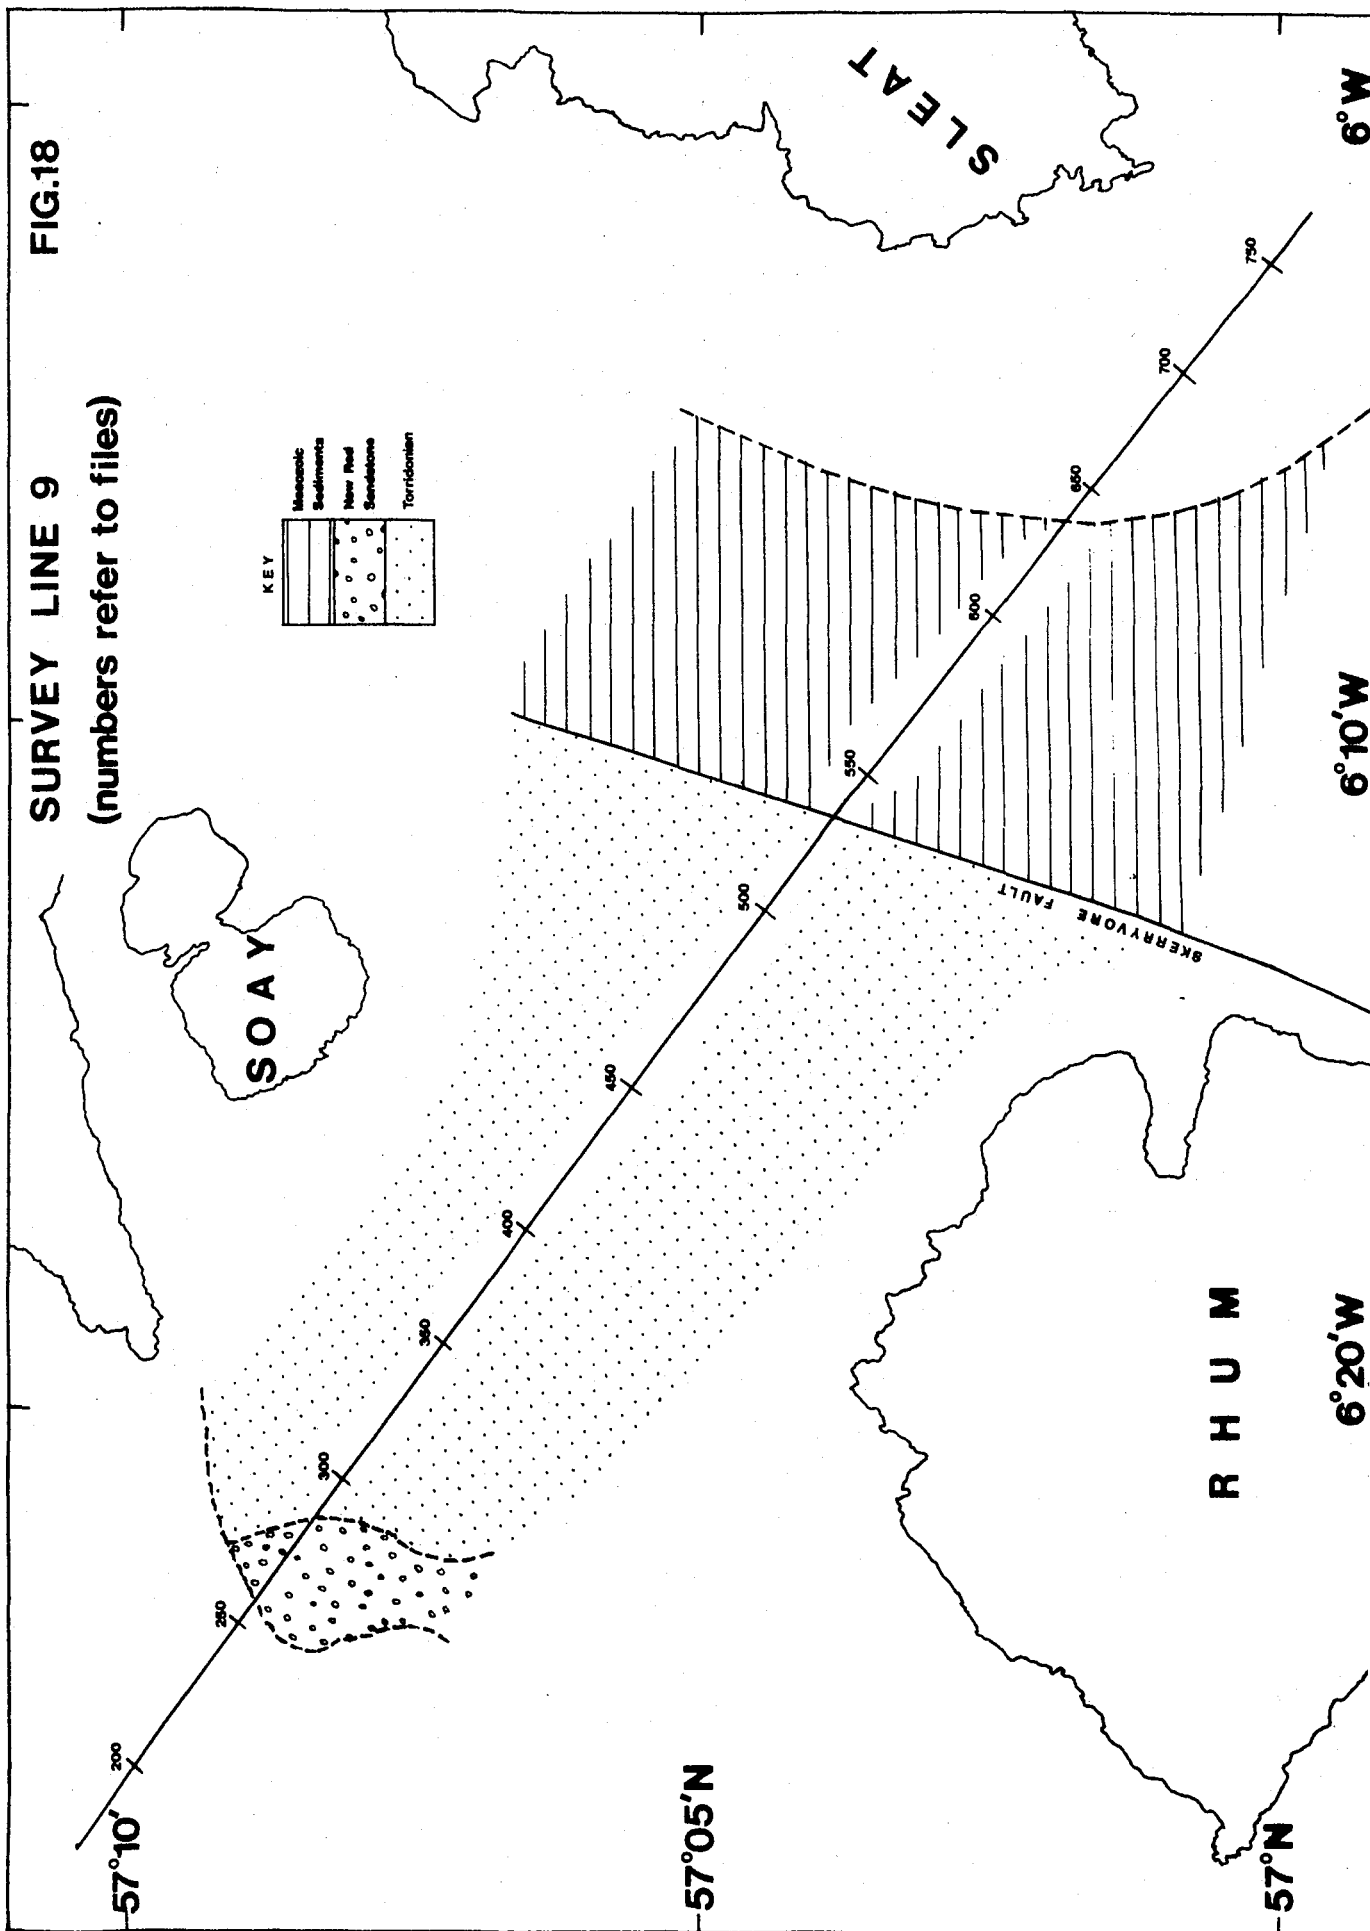 SURVEY LINE 9
FIG.18
(numbers refer to files)
KEY
Mesozoic
Sediments
New Red
Sandstone
Torridonian
SOAY
SLEAT
RHUM
SKERRYVORE FAULT
200
250
300
350
400
450
500
550
600
650
700
750
57°10'
57°05'N
57°N
6°20'W
6°10'W
6°W